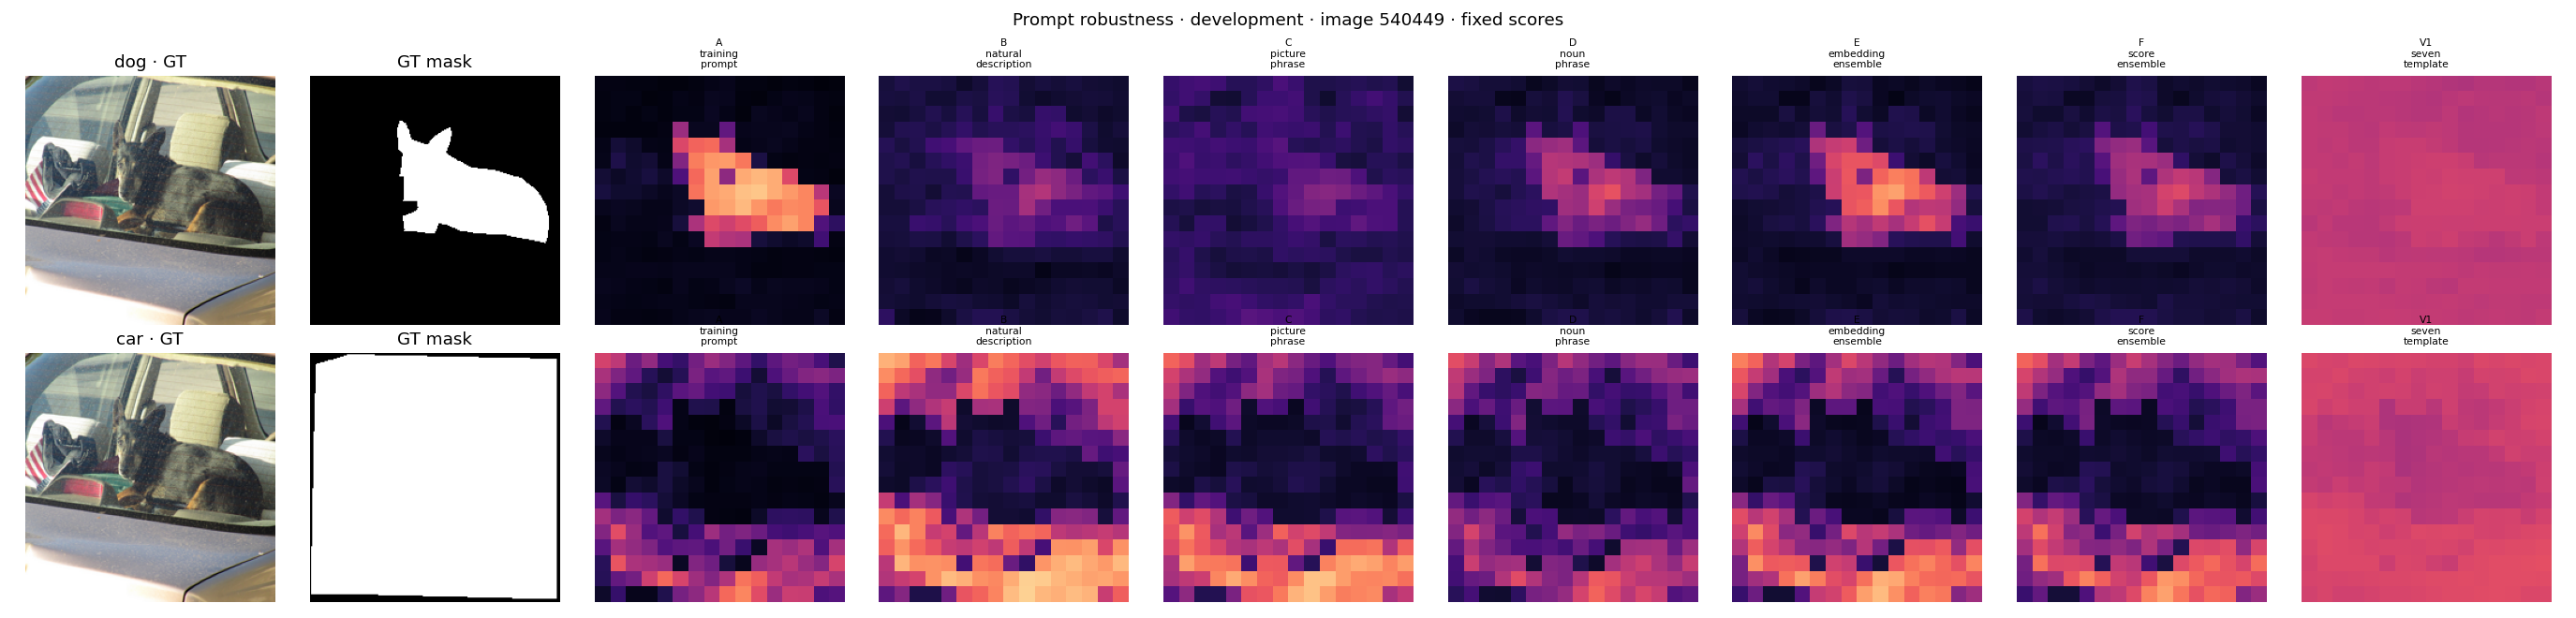 Prompt robustness · development · image 540449 · fixed scores
dog · GT
GT mask
A
training
prompt
B
natural
description
C
picture
phrase
D
noun
phrase
E
embedding
ensemble
F
score
ensemble
V1
seven
template
car · GT
GT mask
training
prompt
B
natural
description
C
picture
phrase
D
noun
phrase
E
embedding
ensemble
F
score
ensemble
V1
seven
template